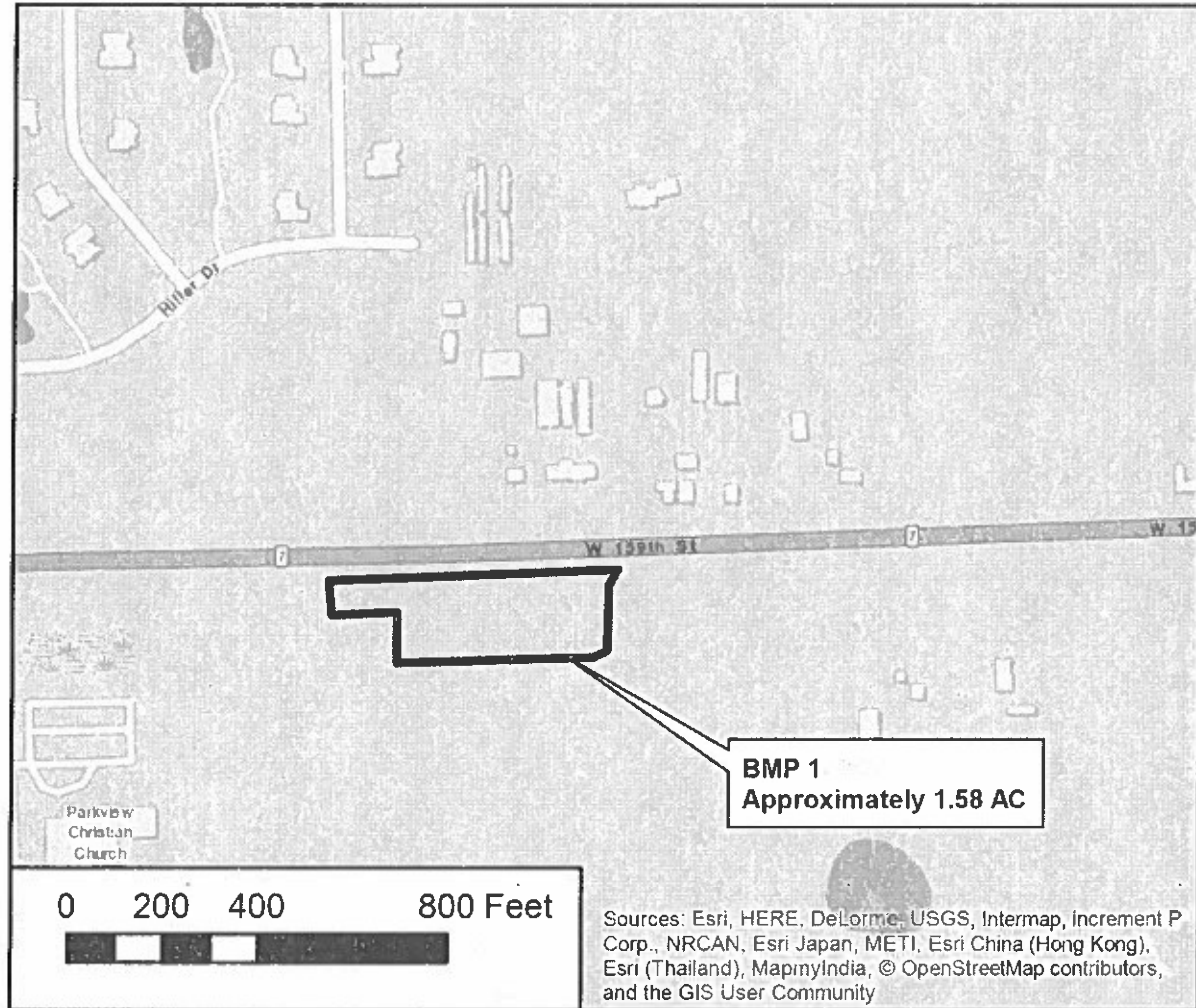 Hiller Dr
7
W 159th St
7
W 15
BMP 1
Approximately 1.58 AC
Parkview
Christian
Church
0 200 400 800 Feet
Sources: Esri, HERE, DeLorme, USGS, Intermap, increment P
Corp., NRCAN, Esri Japan, METI, Esri China (Hong Kong),
Esri (Thailand), MapmyIndia, © OpenStreetMap contributors,
and the GIS User Community